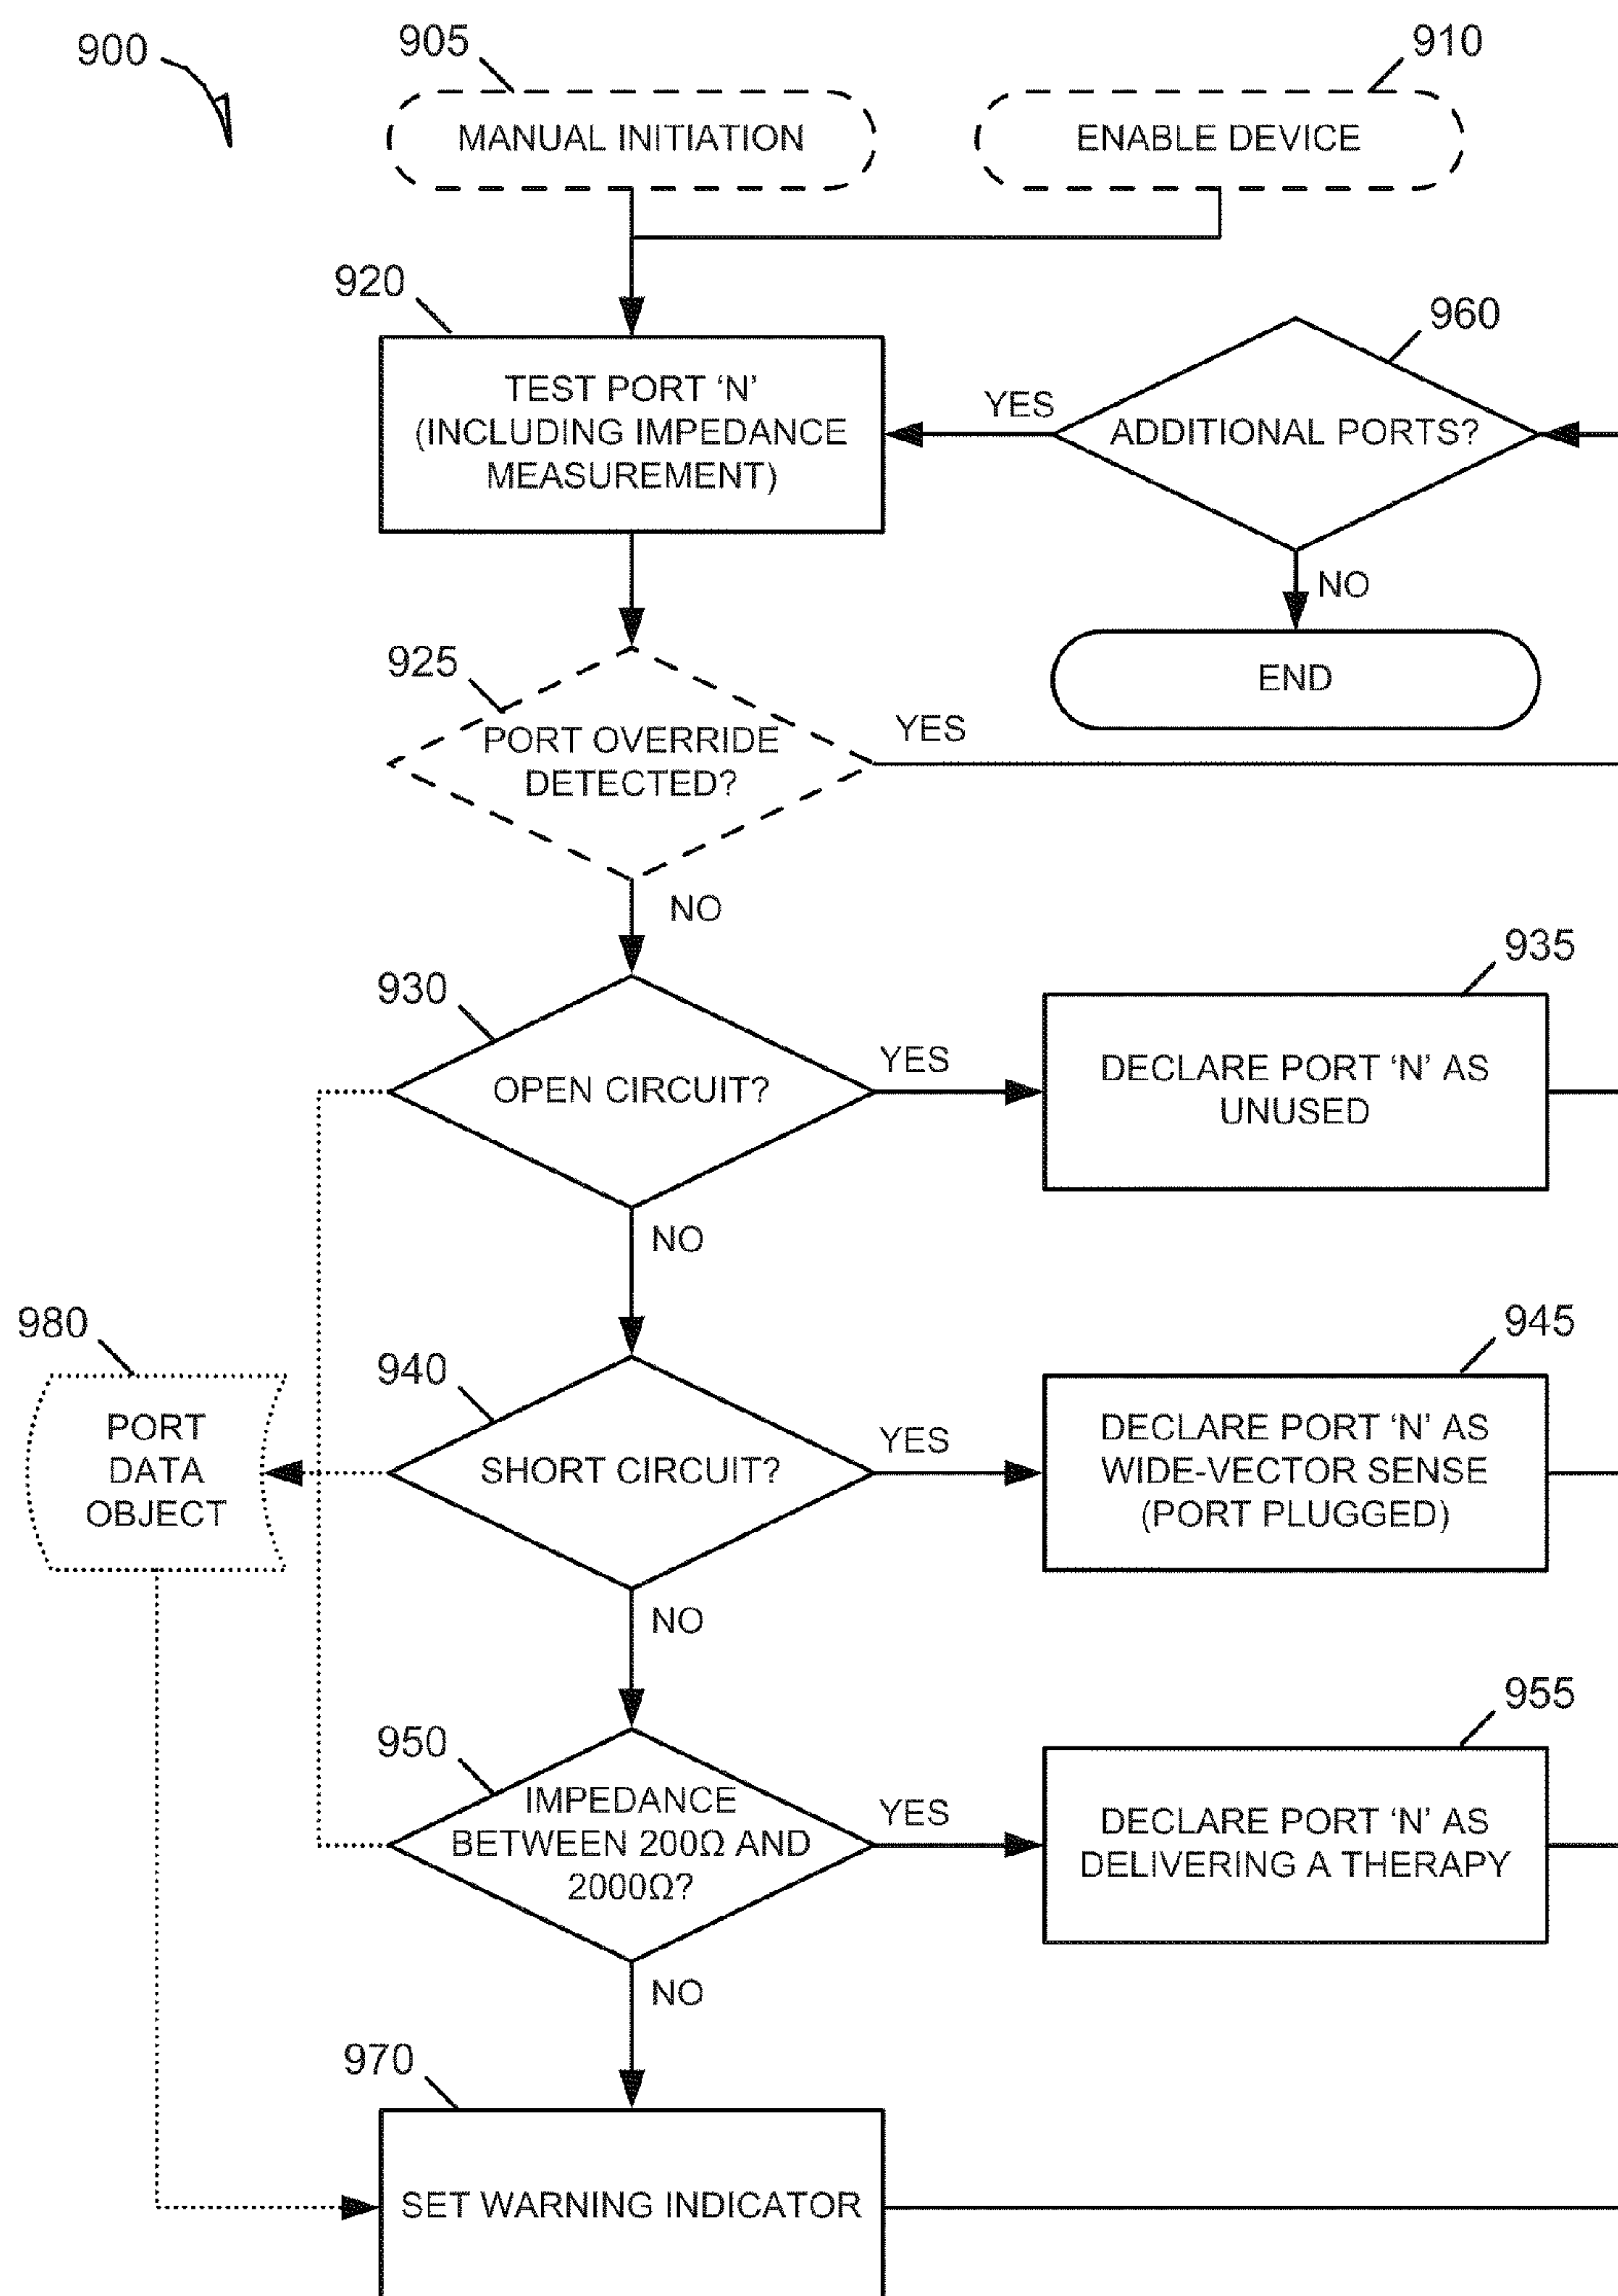 900
905
910
MANUAL INITIATION
ENABLE DEVICE
920
960
TEST PORT ‘N’
(INCLUDING IMPEDANCE
MEASUREMENT)
YES
ADDITIONAL PORTS?
NO
END
925
PORT OVERRIDE
DETECTED?
YES
NO
930
935
OPEN CIRCUIT?
YES
DECLARE PORT ‘N’ AS
UNUSED
NO
980
940
945
PORT
DATA
OBJECT
SHORT CIRCUIT?
YES
DECLARE PORT ‘N’ AS
WIDE-VECTOR SENSE
(PORT PLUGGED)
NO
950
955
IMPEDANCE
BETWEEN 200Ω AND
2000Ω?
YES
DECLARE PORT ‘N’ AS
DELIVERING A THERAPY
NO
970
SET WARNING INDICATOR